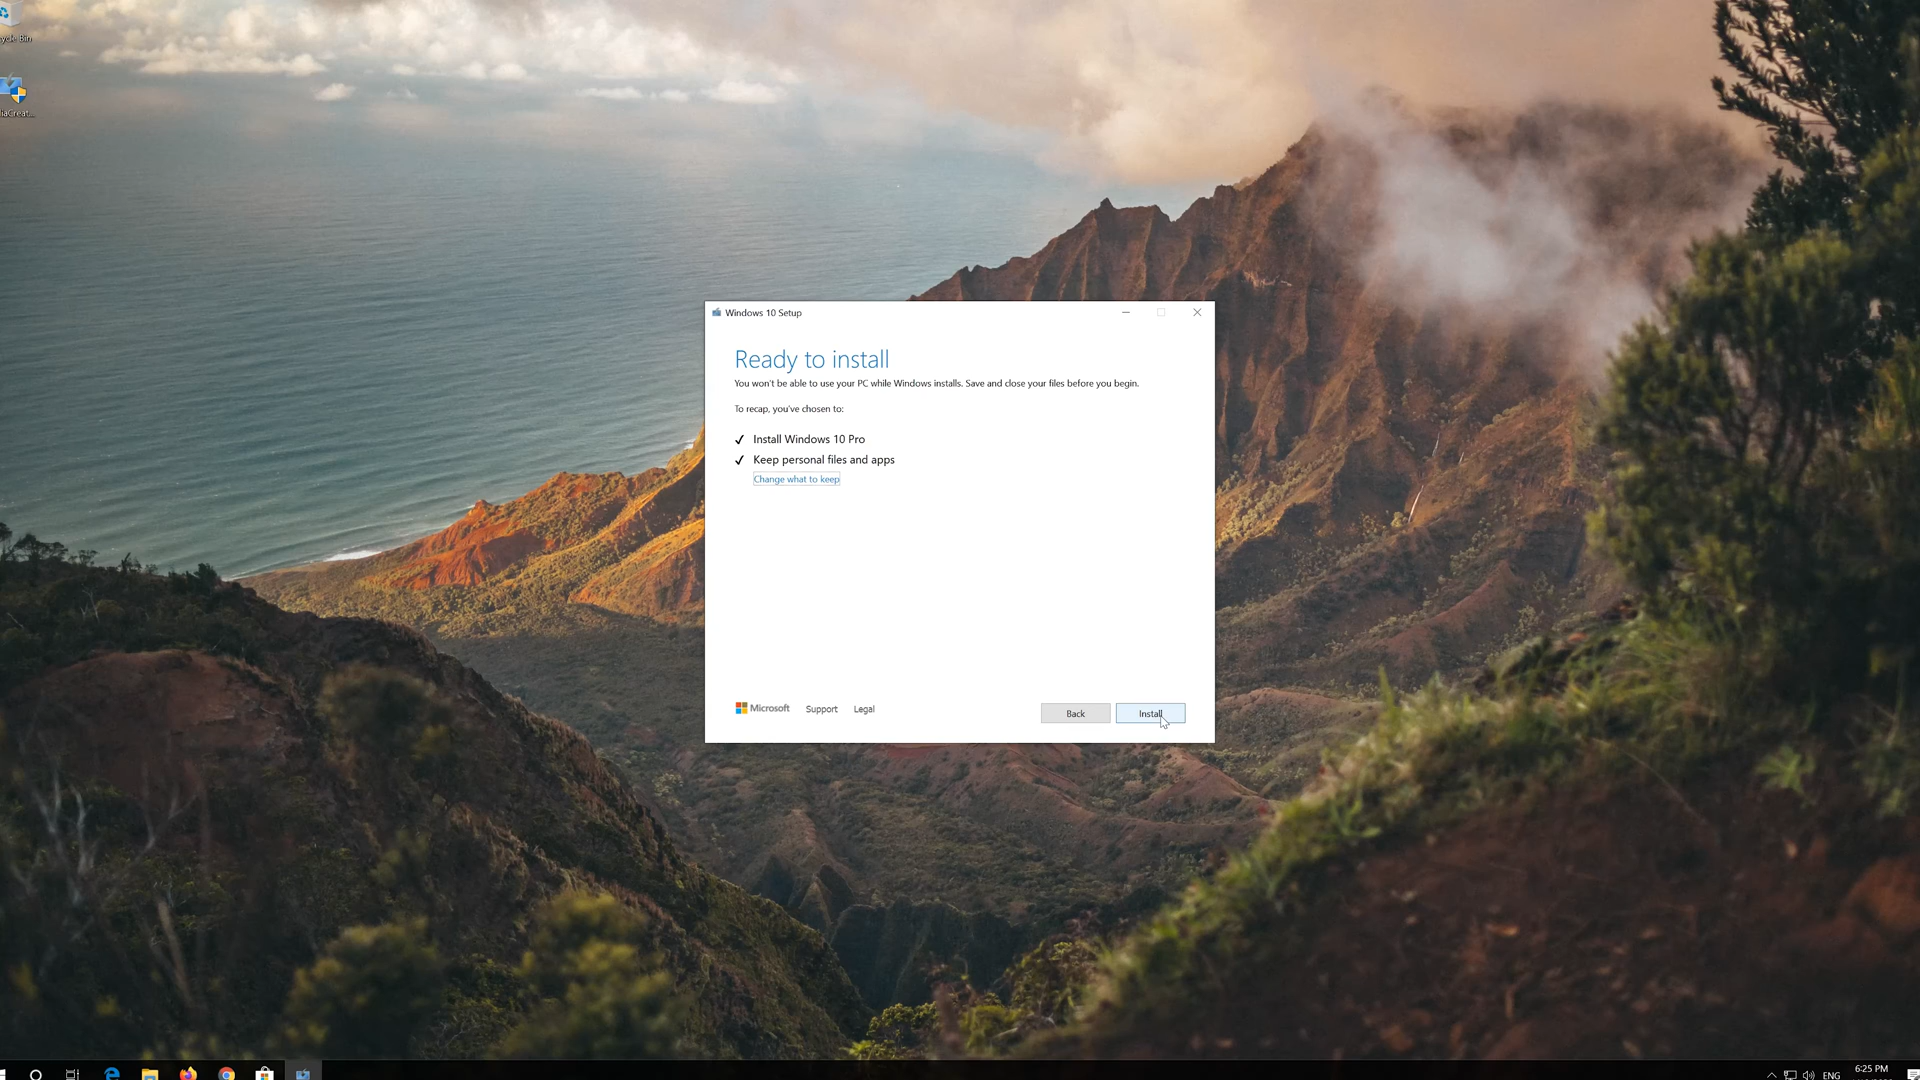 Windows 10 Setup
Ready to install
You won't be able to use your PC while Windows installs. Save and close your files before you begin.
To recap, you've chosen to:
Install Windows 10 Pro
Keep personal files and apps
Change what to keep
Microsoft Support Legal
Back Install
ENG
6:25 PM